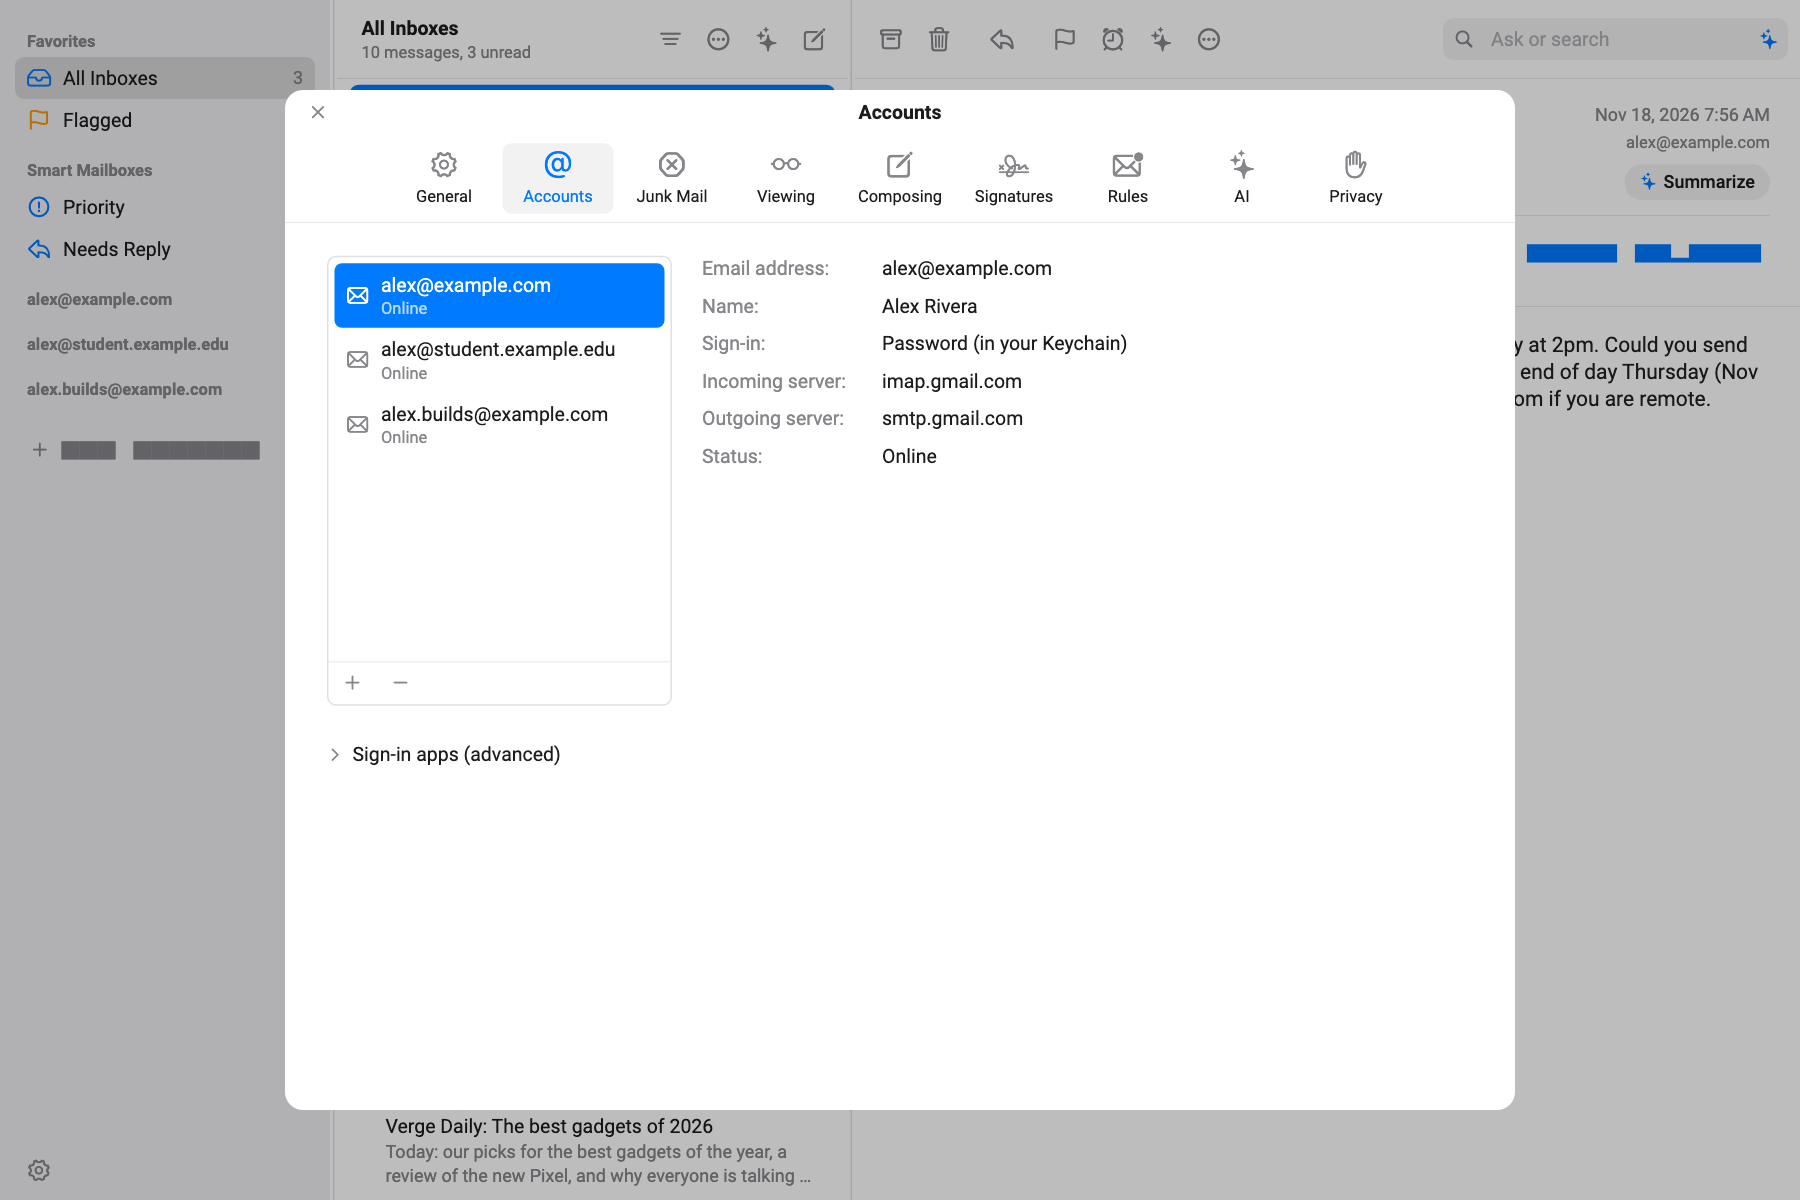 Favorites
All Inboxes 3
Flagged
Smart Mailboxes
Priority
Needs Reply
alex@example.com
alex@student.example.edu
alex.builds@example.com
All Inboxes
10 messages, 3 unread
Ask or search
Nov 18, 2026 7:56 AM
alex@example.com
Summarize
Accounts
General
Accounts
Junk Mail
Viewing
Composing
Signatures
Rules
AI
Privacy
alex@example.com
Online
alex@student.example.edu
Online
alex.builds@example.com
Online
Email address: alex@example.com
Name: Alex Rivera
Sign-in: Password (in your Keychain)
Incoming server: imap.gmail.com
Outgoing server: smtp.gmail.com
Status: Online
Sign-in apps (advanced)
at 2pm. Could you send
end of day Thursday (Nov
if you are remote.
Verge Daily: The best gadgets of 2026
Today: our picks for the best gadgets of the year, a
review of the new Pixel, and why everyone is talking ...